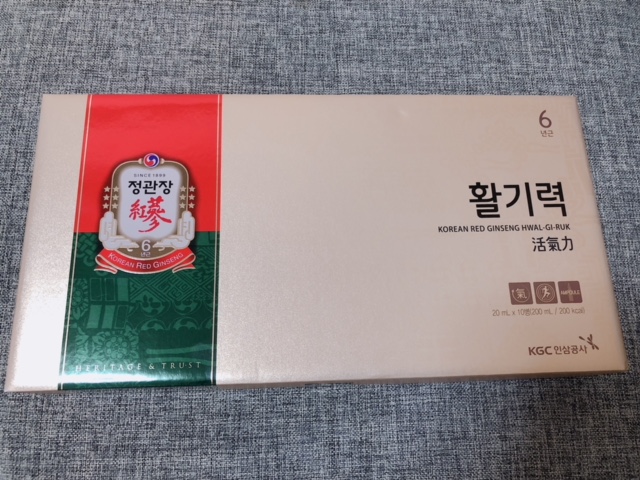 SINCE 1899
정관장
紅蔘
6
년근
KOREAN RED GINSENG
HERITAGE & TRUST
6
년근
활기력
KOREAN RED GINSENG HWAL-GI-RUK
活氣力
氣
AMPOULE
20 mL x 10병(200 mL / 200 kcal)
KGC 인삼공사